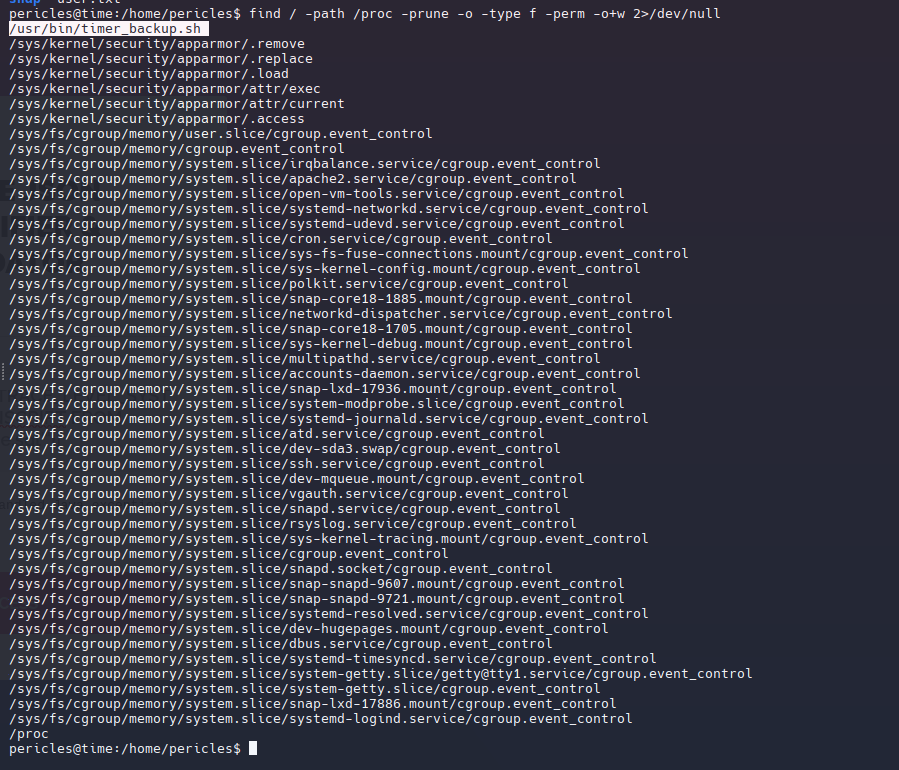 snap user.txt
pericles@time:/home/pericles$ find / -path /proc -prune -o -type f -perm -o+w 2>/dev/null
/usr/bin/timer_backup.sh
/sys/kernel/security/apparmor/.remove
/sys/kernel/security/apparmor/.replace
/sys/kernel/security/apparmor/.load
/sys/kernel/security/apparmor/attr/exec
/sys/kernel/security/apparmor/attr/current
/sys/kernel/security/apparmor/.access
/sys/fs/cgroup/memory/user.slice/cgroup.event_control
/sys/fs/cgroup/memory/cgroup.event_control
/sys/fs/cgroup/memory/system.slice/irqbalance.service/cgroup.event_control
/sys/fs/cgroup/memory/system.slice/apache2.service/cgroup.event_control
/sys/fs/cgroup/memory/system.slice/open-vm-tools.service/cgroup.event_control
/sys/fs/cgroup/memory/system.slice/systemd-networkd.service/cgroup.event_control
/sys/fs/cgroup/memory/system.slice/systemd-udevd.service/cgroup.event_control
/sys/fs/cgroup/memory/system.slice/cron.service/cgroup.event_control
/sys/fs/cgroup/memory/system.slice/sys-fs-fuse-connections.mount/cgroup.event_control
/sys/fs/cgroup/memory/system.slice/sys-kernel-config.mount/cgroup.event_control
/sys/fs/cgroup/memory/system.slice/polkit.service/cgroup.event_control
/sys/fs/cgroup/memory/system.slice/snap-core18-1885.mount/cgroup.event_control
/sys/fs/cgroup/memory/system.slice/networkd-dispatcher.service/cgroup.event_control
/sys/fs/cgroup/memory/system.slice/snap-core18-1705.mount/cgroup.event_control
/sys/fs/cgroup/memory/system.slice/sys-kernel-debug.mount/cgroup.event_control
/sys/fs/cgroup/memory/system.slice/multipathd.service/cgroup.event_control
/sys/fs/cgroup/memory/system.slice/accounts-daemon.service/cgroup.event_control
/sys/fs/cgroup/memory/system.slice/snap-lxd-17936.mount/cgroup.event_control
/sys/fs/cgroup/memory/system.slice/system-modprobe.slice/cgroup.event_control
/sys/fs/cgroup/memory/system.slice/systemd-journald.service/cgroup.event_control
/sys/fs/cgroup/memory/system.slice/atd.service/cgroup.event_control
/sys/fs/cgroup/memory/system.slice/dev-sda3.swap/cgroup.event_control
/sys/fs/cgroup/memory/system.slice/ssh.service/cgroup.event_control
/sys/fs/cgroup/memory/system.slice/dev-mqueue.mount/cgroup.event_control
/sys/fs/cgroup/memory/system.slice/vgauth.service/cgroup.event_control
/sys/fs/cgroup/memory/system.slice/snapd.service/cgroup.event_control
/sys/fs/cgroup/memory/system.slice/rsyslog.service/cgroup.event_control
/sys/fs/cgroup/memory/system.slice/sys-kernel-tracing.mount/cgroup.event_control
/sys/fs/cgroup/memory/system.slice/cgroup.event_control
/sys/fs/cgroup/memory/system.slice/snapd.socket/cgroup.event_control
/sys/fs/cgroup/memory/system.slice/snap-snapd-9607.mount/cgroup.event_control
/sys/fs/cgroup/memory/system.slice/snap-snapd-9721.mount/cgroup.event_control
/sys/fs/cgroup/memory/system.slice/systemd-resolved.service/cgroup.event_control
/sys/fs/cgroup/memory/system.slice/dev-hugepages.mount/cgroup.event_control
/sys/fs/cgroup/memory/system.slice/dbus.service/cgroup.event_control
/sys/fs/cgroup/memory/system.slice/systemd-timesyncd.service/cgroup.event_control
/sys/fs/cgroup/memory/system.slice/system-getty.slice/getty@tty1.service/cgroup.event_control
/sys/fs/cgroup/memory/system.slice/system-getty.slice/cgroup.event_control
/sys/fs/cgroup/memory/system.slice/snap-lxd-17886.mount/cgroup.event_control
/sys/fs/cgroup/memory/system.slice/systemd-logind.service/cgroup.event_control
/proc
pericles@time:/home/pericles$